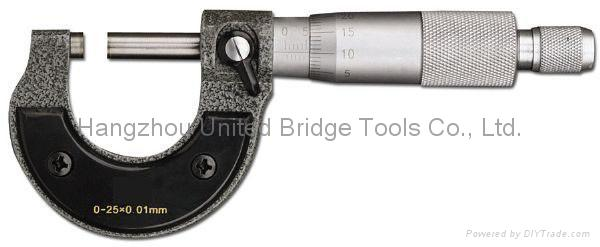 20
0 5 15
10
5
Hangzhou United Bridge Tools Co., Ltd.
0-25×0.01mm
Powered by DIYTrade.com